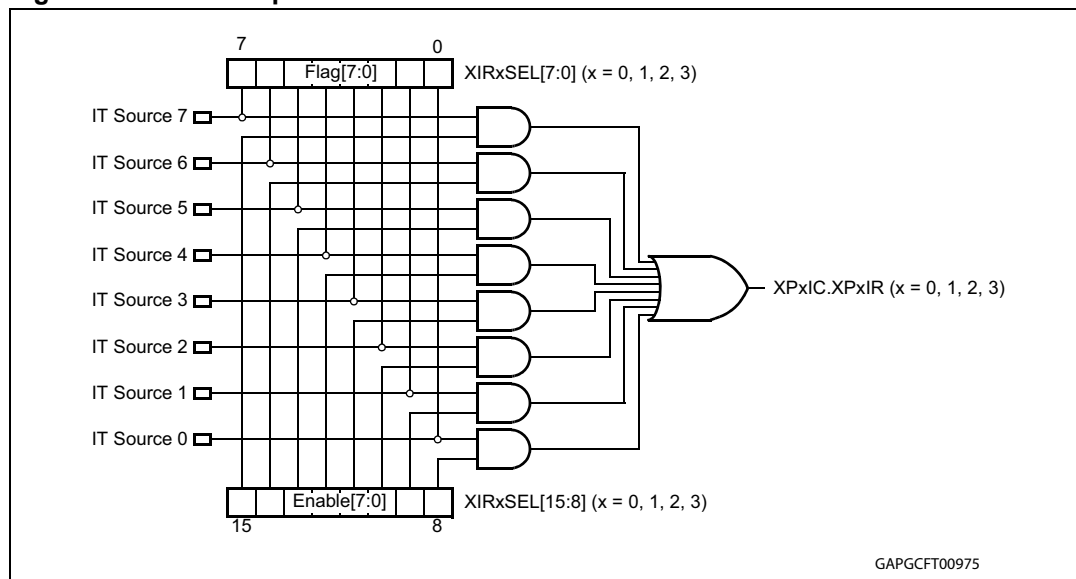 7 0
Flag[7:0] XIRxSEL[7:0] (x = 0, 1, 2, 3)
IT Source 7
IT Source 6
IT Source 5
IT Source 4
IT Source 3
XPxIC.XPxIR (x = 0, 1, 2, 3)
IT Source 2
IT Source 1
IT Source 0
Enable[7:0] XIRxSEL[15:8] (x = 0, 1, 2, 3)
15 8
GAPGCFT00975